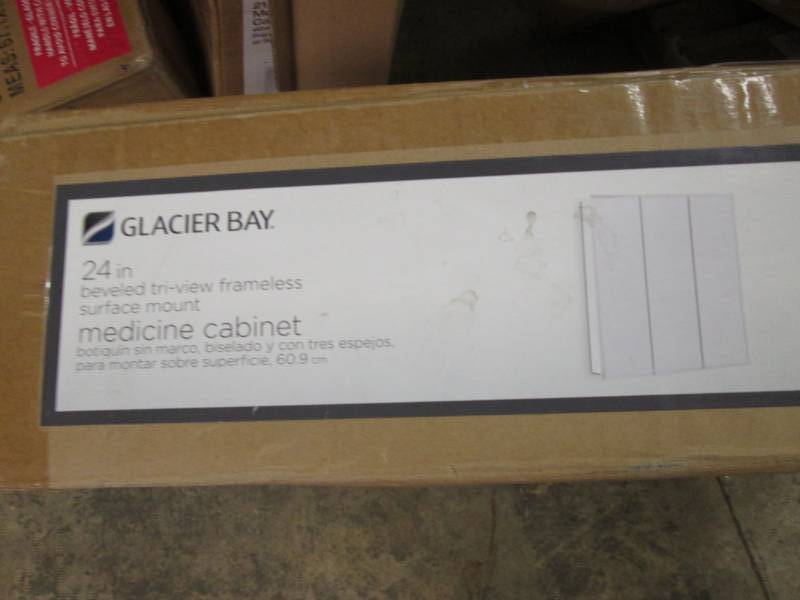 GLACIER BAY.
24 in
beveled tri-view frameless
surface mount
medicine cabinet
botiquín sin marco, biselado y con tres espejos,
para montar sobre superficie, 60.9 cm